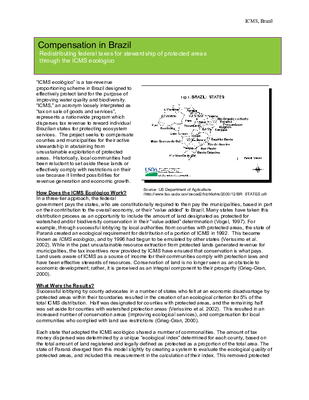 ICMS, Brazil
Compensation in Brazil
Redistributing federal taxes for stewardship of protected areas
through the ICMS ecológico
"ICMS ecológico" is a tax-revenue
proportioning scheme in Brazil designed to
effectively protect land for the purpose of
improving water quality and biodiversity.
"ICMS," an acronym loosely interpreted as
"tax on sale of goods and services",
represents a nationwide program which
dispenses tax revenue to reward individual
Brazilian states for protecting ecosystem
services. The project seeks to compensate
counties and municipalities for their active
stewardship in abstaining from
unsustainable exploitation of protected
areas. Historically, local communities had
been reluctant to set aside these lands or
effectively comply with restrictions on their
use because it limited possibilities for
revenue generation and economic growth.
BRAZIL: STATES
Source: US Department of Agriculture
How Does the ICMS Ecológico Work?
In a three-tier approach, the federal
government pays the states, who are constitutionally required to then pay the municipalities, based in part
on their contribution to the overall economy, or their "value added" to Brazil. Many states have taken this
distribution process as an opportunity to include the amount of land designated as protected for
watershed and/or biodiversity conservation in the "value added" determination (Vogel, 1997). For
example, through successful lobbying by local authorities from counties with protected areas, the state of
Paraná created an ecological requirement for distribution of a portion of ICMS in 1992. This became
known as ICMS ecológico, and by 1996 had begun to be emulated by other states (Veríssimo et al.
2002). While in the past unsustainable resource extraction from protected lands generated revenue for
municipalities, the tax incentives now provided by ICMS have ensured that conservation is what pays.
Land users aware of ICMS as a source of income for their communities comply with protection laws and
have been effective stewards of resources. Conservation of land is no longer seen as an obstacle to
economic development; rather, it is perceived as an integral component to their prosperity (Grieg-Gran,
2000).
What Were the Results?
Successful lobbying by county advocates in a number of states who felt at an economic disadvantage by
protected areas within their boundaries resulted in the creation of an ecological criterion for 5% of the
total ICMS distribution. Half was designated for counties with protected areas, and the remaining half
was set aside for counties with watershed protection areas (Veríssimo et al. 2002). This resulted in an
increased number of conservation areas (improving ecological services), and compensation for local
communities who complied with land use restrictions (Grieg-Gran, 2000).
Each state that adopted the ICMS ecológico shared a number of commonalities. The amount of tax
money dispensed was determined by a unique "ecological index" determined for each county, based on
the total amount of land registered and legally defined as protected as a proportion of the total area. The
state of Paraná diverged from this model slightly by creating a system to evaluate the ecological quality of
protected areas, and included this measurement in the calculation of their index. This removed protected